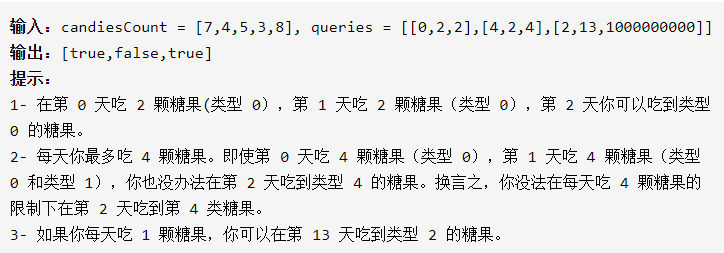 输入：candiesCount = [7,4,5,3,8], queries = [[0,2,2],[4,2,4],[2,13,1000000000]]
输出：[true,false,true]
提示：
1- 在第 0 天吃 2 颗糖果(类型 0），第 1 天吃 2 颗糖果（类型 0），第 2 天你可以吃到类型
0 的糖果。
2- 每天你最多吃 4 颗糖果。即使第 0 天吃 4 颗糖果（类型 0），第 1 天吃 4 颗糖果（类型
0 和类型 1），你也没办法在第 2 天吃到类型 4 的糖果。换言之，你没法在每天吃 4 颗糖果的
限制下在第 2 天吃到第 4 类糖果。
3- 如果你每天吃 1 颗糖果，你可以在第 13 天吃到类型 2 的糖果。